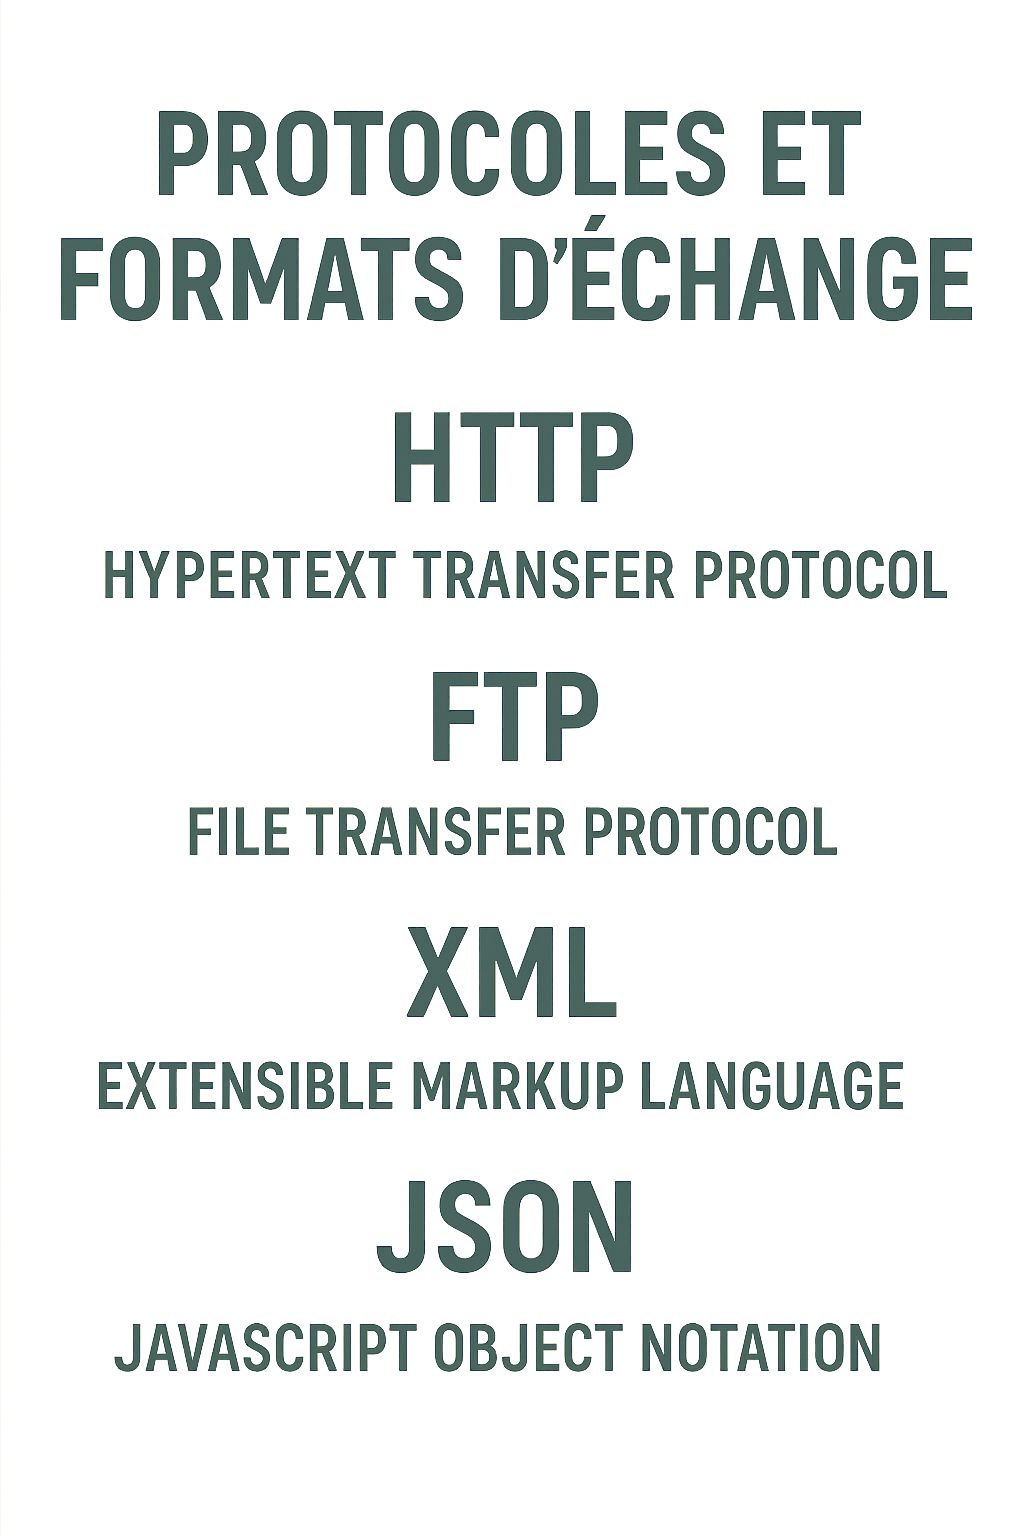 PROTOCOLES ET
FORMATS D’ÉCHANGE
HTTP
HYPERTEXT TRANSFER PROTOCOL
FTP
FILE TRANSFER PROTOCOL
XML
EXTENSIBLE MARKUP LANGUAGE
JSON
JAVASCRIPT OBJECT NOTATION